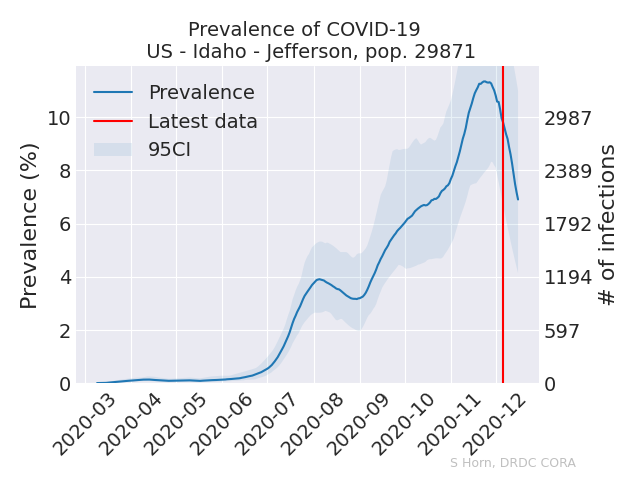 Prevalence of COVID-19
US - Idaho - Jefferson, pop. 29871
Prevalence
Latest data
95CI
Prevalence (%)
10
8
6
4
2
0
2987
2389
1792
1194
597
0
# of infections
2020-03
2020-04
2020-05
2020-06
2020-07
2020-08
2020-09
2020-10
2020-11
2020-12
S Horn, DRDC CORA